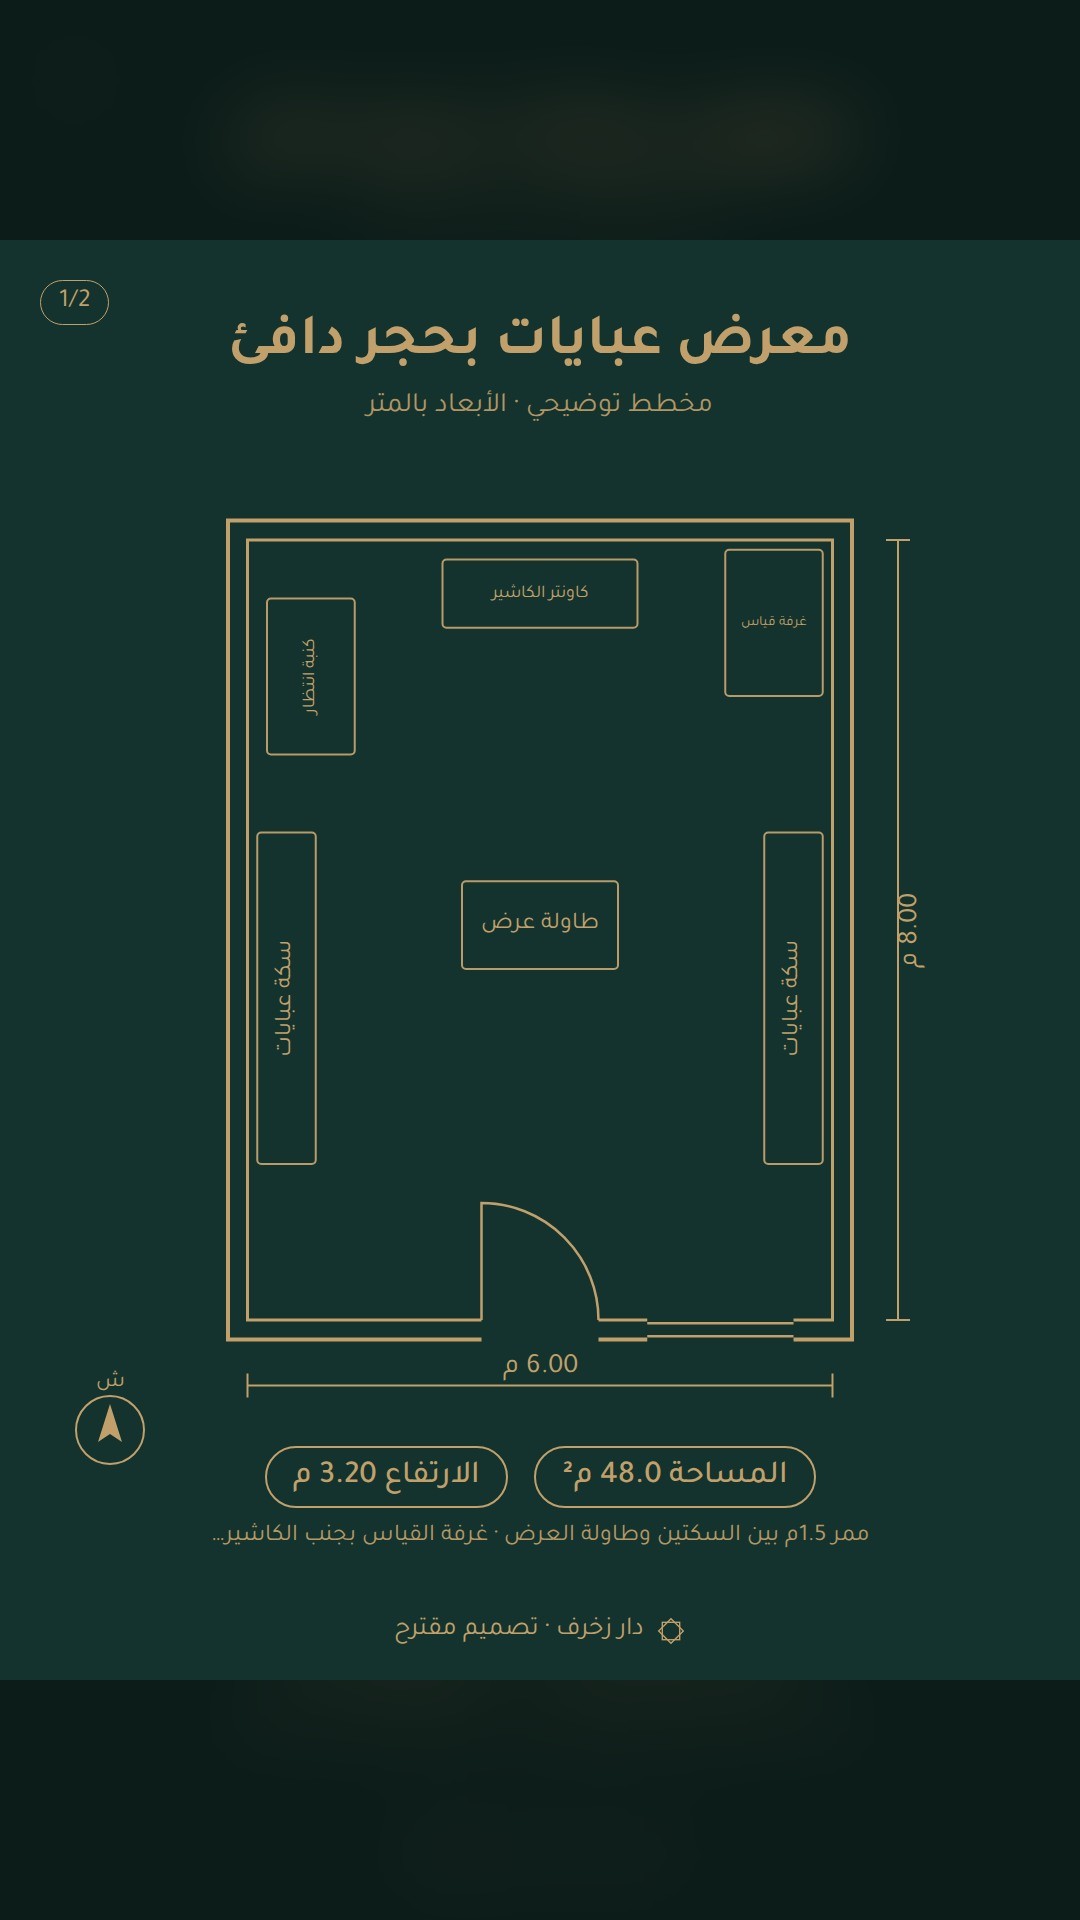 1/2
معرض عبايات بحجر دافئ
مخطط توضيحي · الأبعاد بالمتر
كاونتر الكاشير
غرفة قياس
كنبة انتظار
طاولة عرض
سكة عبايات
سكة عبايات
8.00 م
6.00 م
ش
المساحة 48.0 م²
الارتفاع 3.20 م
ممر 1.5م بين السكتين وطاولة العرض · غرفة القياس بجنب الكاشير…
دار زخرف · تصميم مقترح